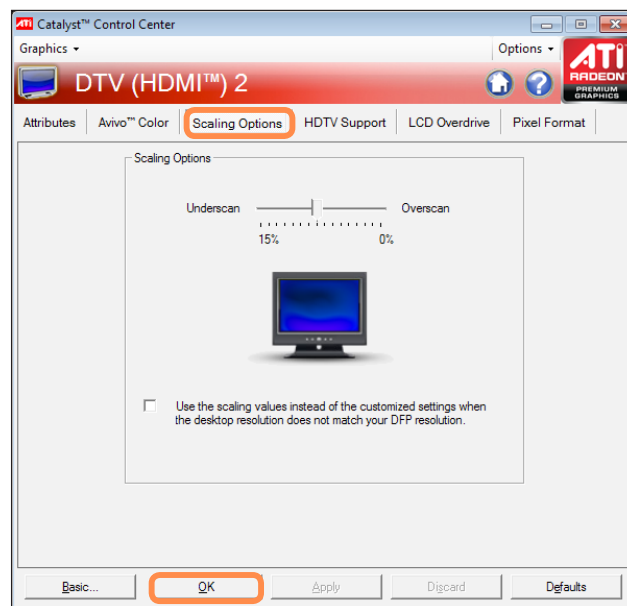 ATI Catalyst™ Control Center
Graphics
Options
ATI
RADEON
PREMIUM
GRAPHICS
DTV (HDMI™) 2
Attributes
Avivo™ Color
Scaling Options
HDTV Support
LCD Overdrive
Pixel Format
Scaling Options
Underscan
Overscan
15%
0%
Use the scaling values instead of the customized settings when
the desktop resolution does not match your DFP resolution.
Basic...
OK
Apply
Discard
Defaults